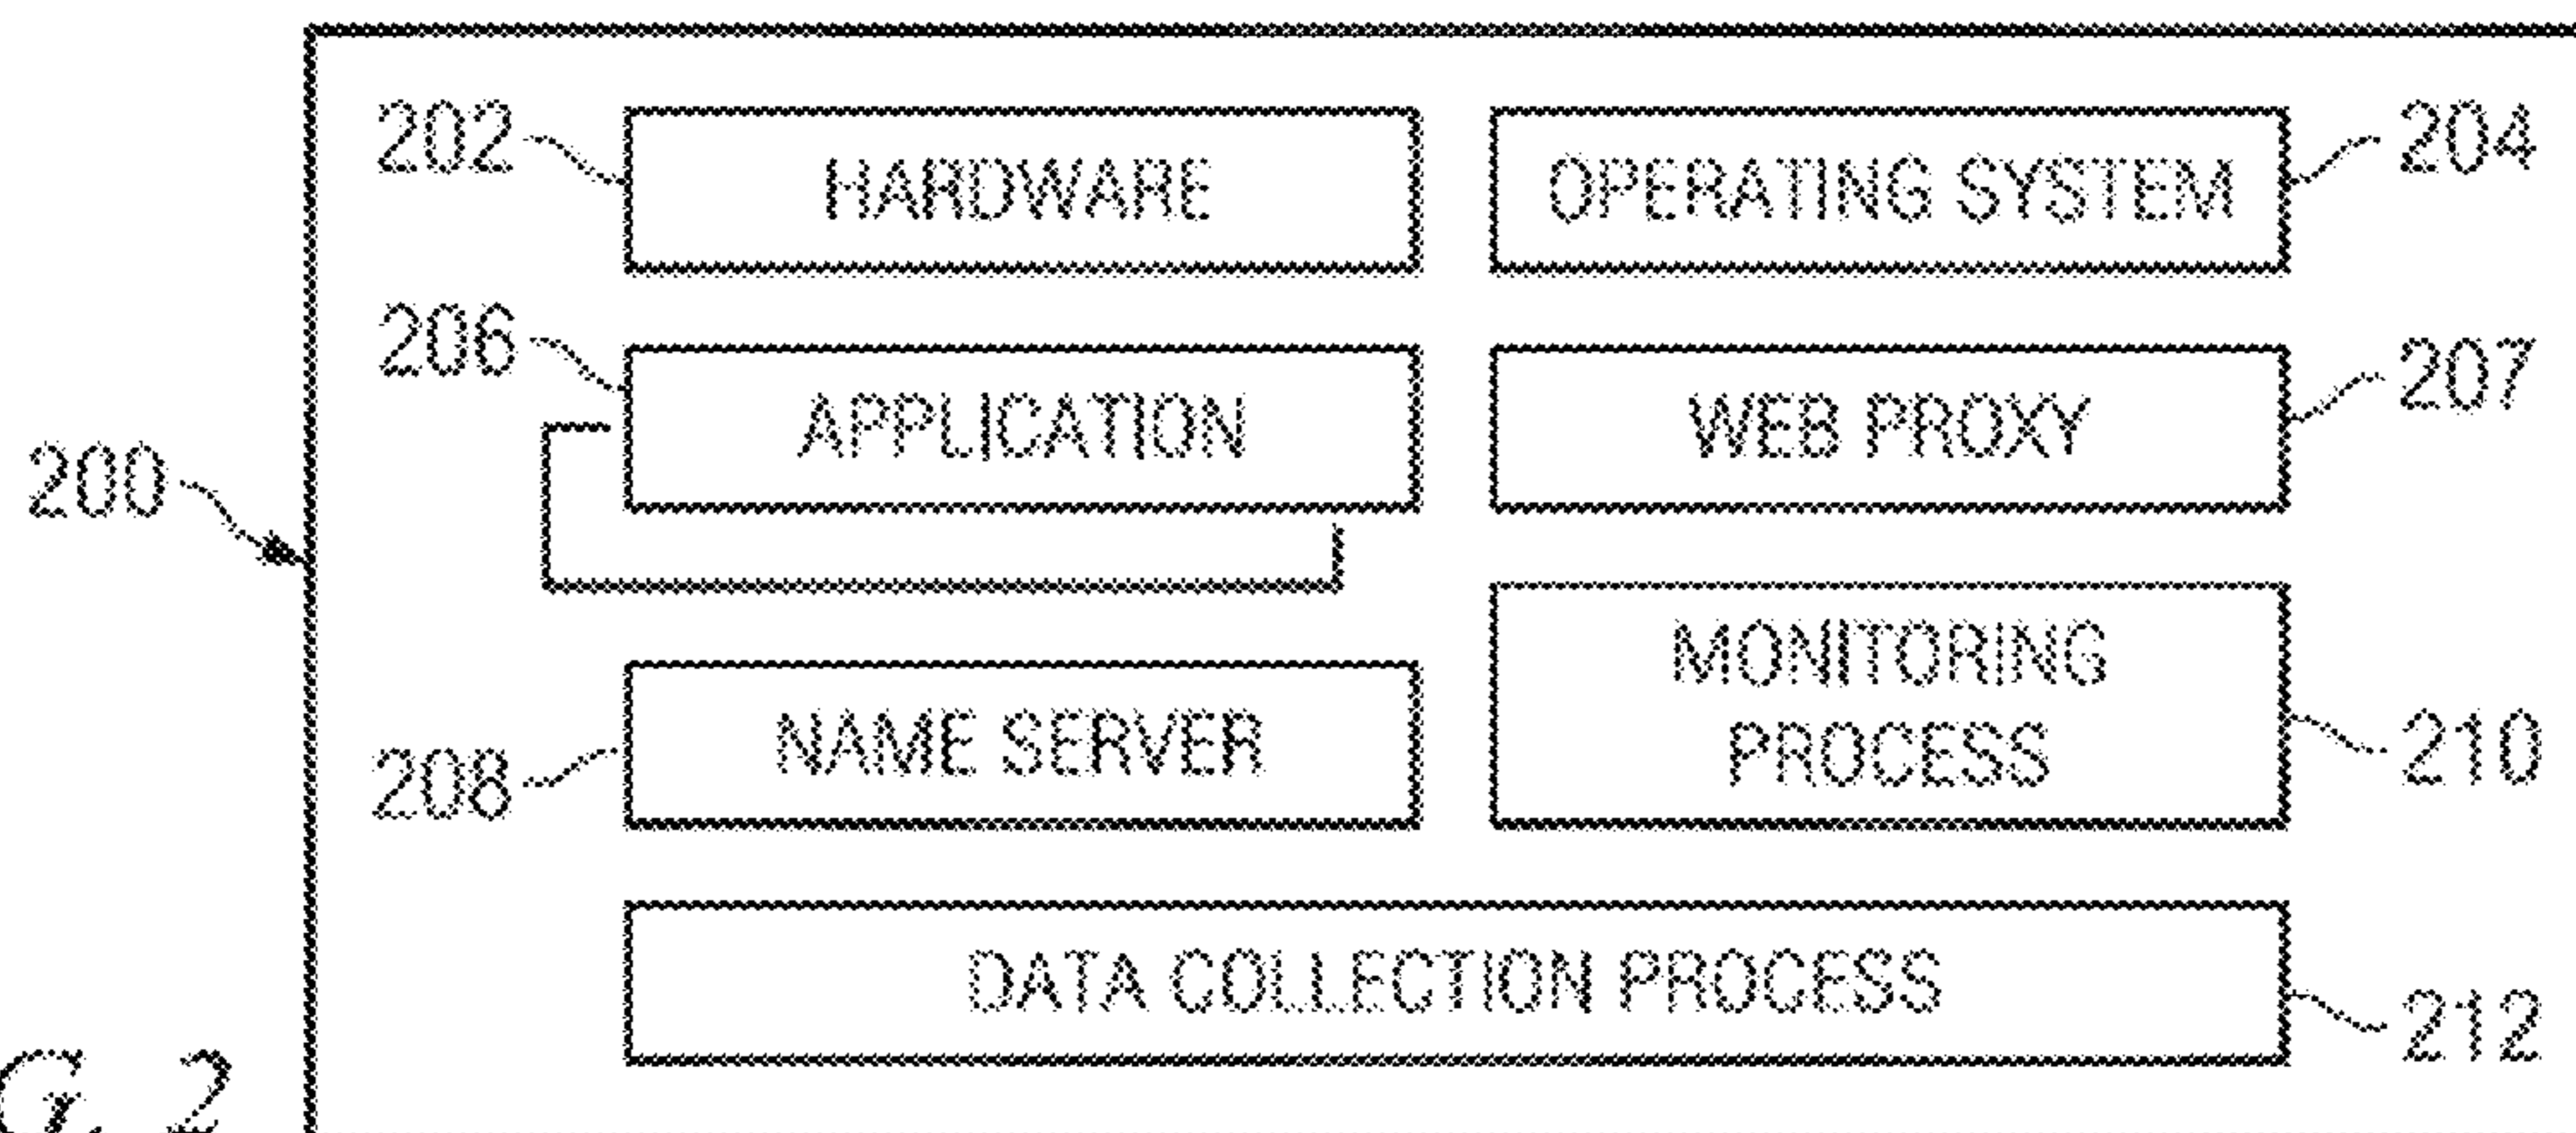 202 HARDWARE OPERATING SYSTEM 204
206 APPLICATION WEB PROXY 207
200
MONITORING
PROCESS 210
208 NAME SERVER
DATA COLLECTION PROCESS 212
G. 2